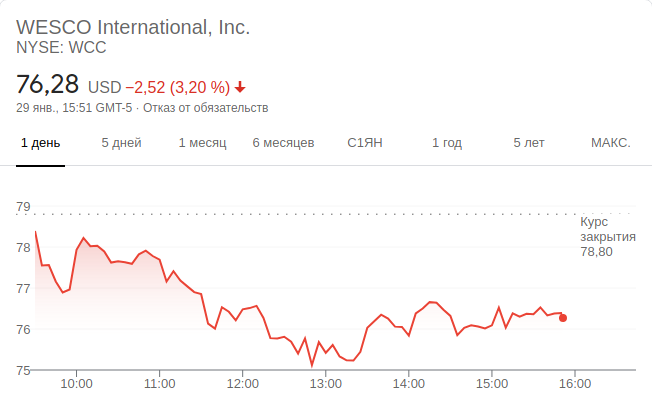 WESCO International, Inc.
NYSE: WCC
76,28 USD −2,52 (3,20 %)
29 янв., 15:51 GMT-5 · Отказ от обязательств
1 день 5 дней 1 месяц 6 месяцев С1ЯН 1 год 5 лет МАКС.
79
Курс
закрытия
78,80
78
77
76
75
10:00 11:00 12:00 13:00 14:00 15:00 16:00